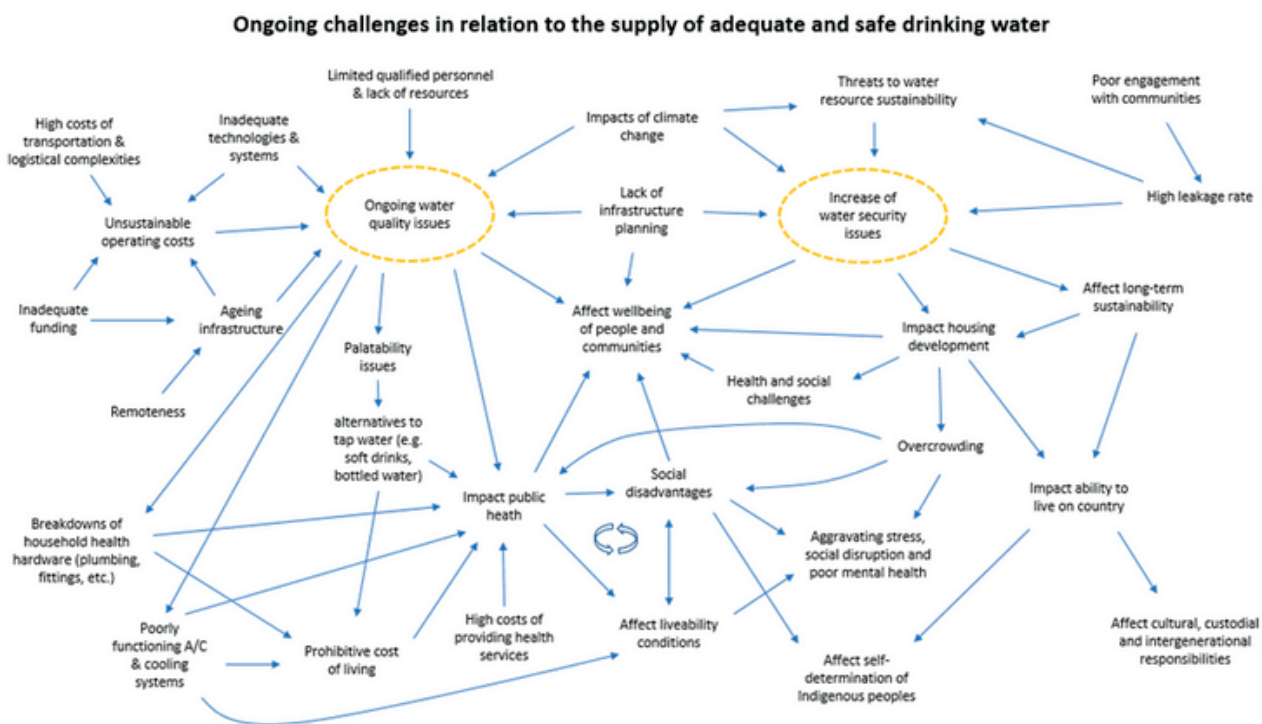 Ongoing challenges in relation to the supply of adequate and safe drinking water
Limited qualified personnel
& lack of resources
Threats to water
resource sustainability
Poor engagement
with communities
High costs of
transportation &
logistical complexities
Inadequate
technologies &
systems
Impacts of climate
change
Ongoing water
quality issues
Lack of
infrastructure
planning
Increase of
water security
issues
High leakage rate
Unsustainable
operating costs
Inadequate
funding
Ageing
infrastructure
Affect wellbeing
of people and
communities
Impact housing
development
Affect long-term
sustainability
Palatability
issues
Health and social
challenges
Remoteness
alternatives to
tap water (e.g.
soft drinks,
bottled water)
Overcrowding
Impact public
heath
Social
disadvantages
Impact ability to
live on country
Breakdowns of
household health
hardware (plumbing,
fittings, etc.)
Aggravating stress,
social disruption and
poor mental health
Poorly
functioning A/C
& cooling
systems
Prohibitive cost
of living
High costs of
providing health
services
Affect liveability
conditions
Affect self-
determination of
Indigenous peoples
Affect cultural, custodial
and intergenerational
responsibilities